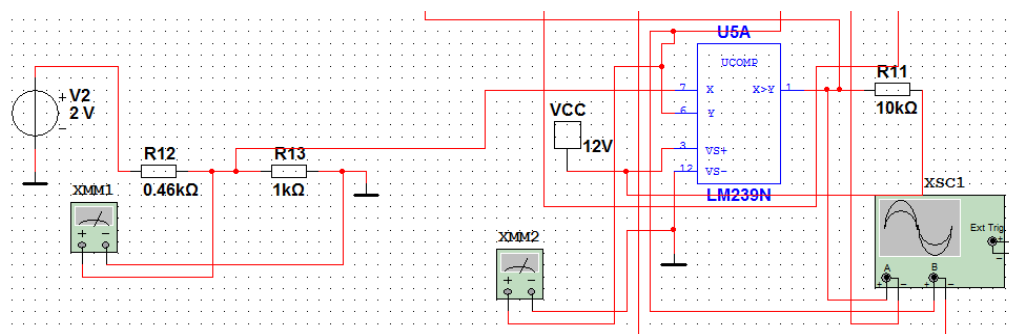 U5A
UCOMP
V2
2 V
+
−
7
X
X>Y
1
R11
10kΩ
6
Y
VCC
12V
3
VS+
12
VS-
R12
0.46kΩ
R13
1kΩ
LM239N
XMM1
+
−
XMM2
+
−
XSC1
Ext Trig
+
−
A
B
+
−
+
−